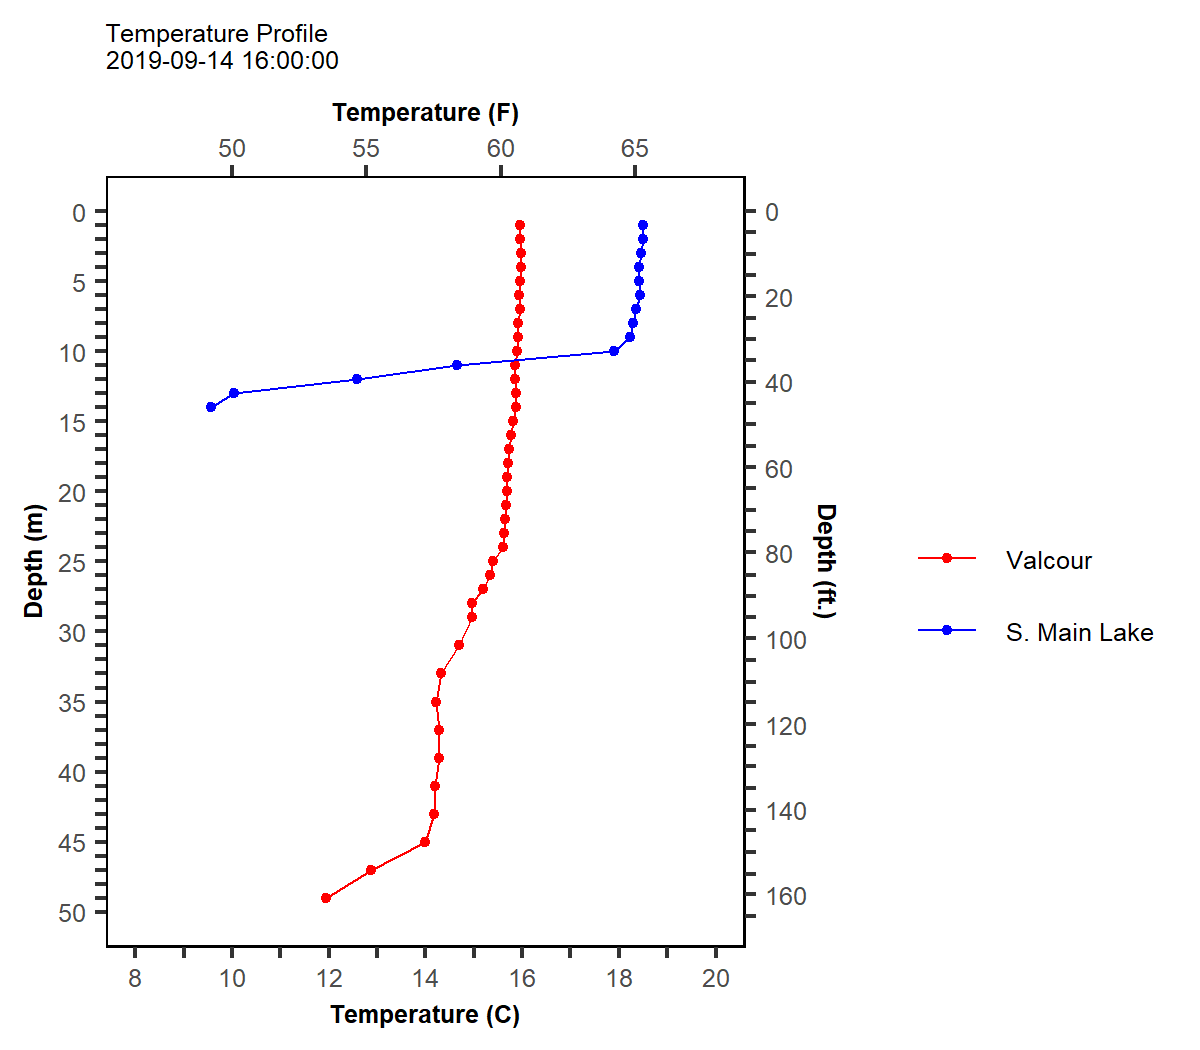 Temperature Profile
2019-09-14 16:00:00
Temperature (F)
50 55 60 65
0
5
10
15
20
25
30
35
40
45
50
Depth (m)
0
20
40
60
80
100
120
140
160
Depth (ft.)
Valcour
S. Main Lake
8 10 12 14 16 18 20
Temperature (C)